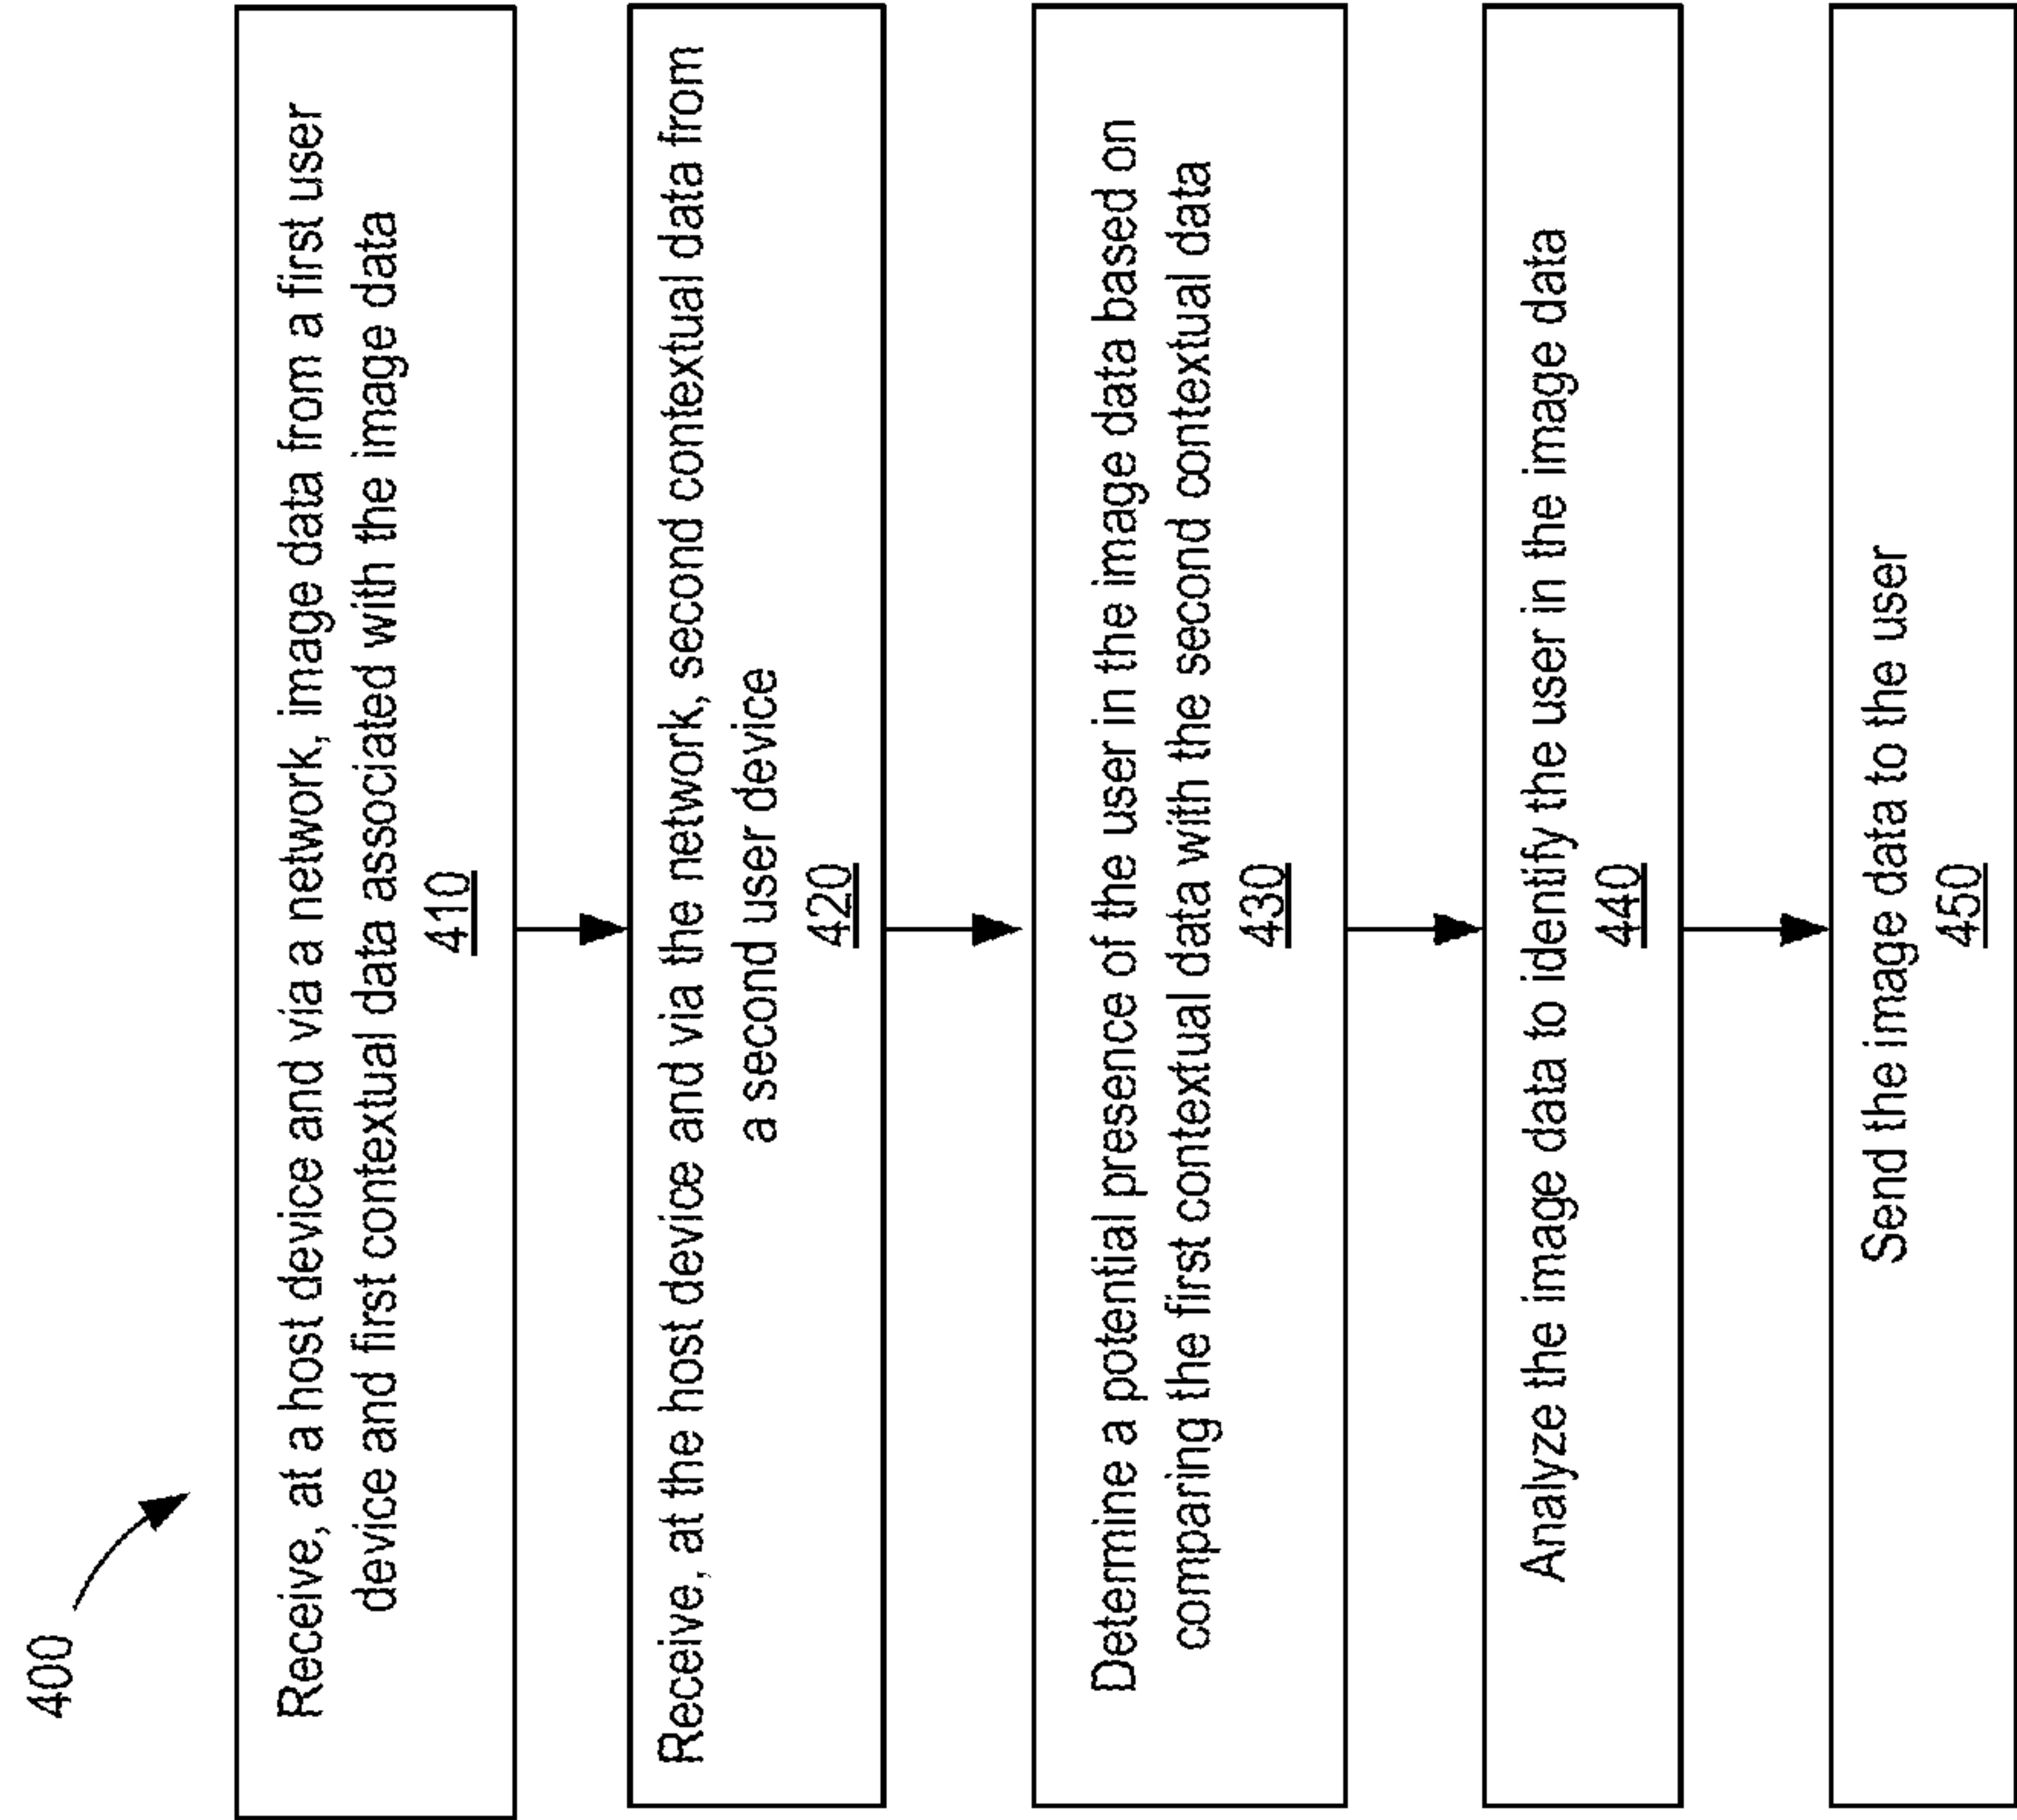 400
Receive, at a host device and via a network, image data from a first user
device and first contextual data associated with the image data
410
Receive, at the host device and via the network, second contextual data from
a second user device
420
Determine a potential presence of the user in the image data based on
comparing the first contextual data with the second contextual data
430
Analyze the image data to identify the user in the image data
440
Send the image data to the user
450